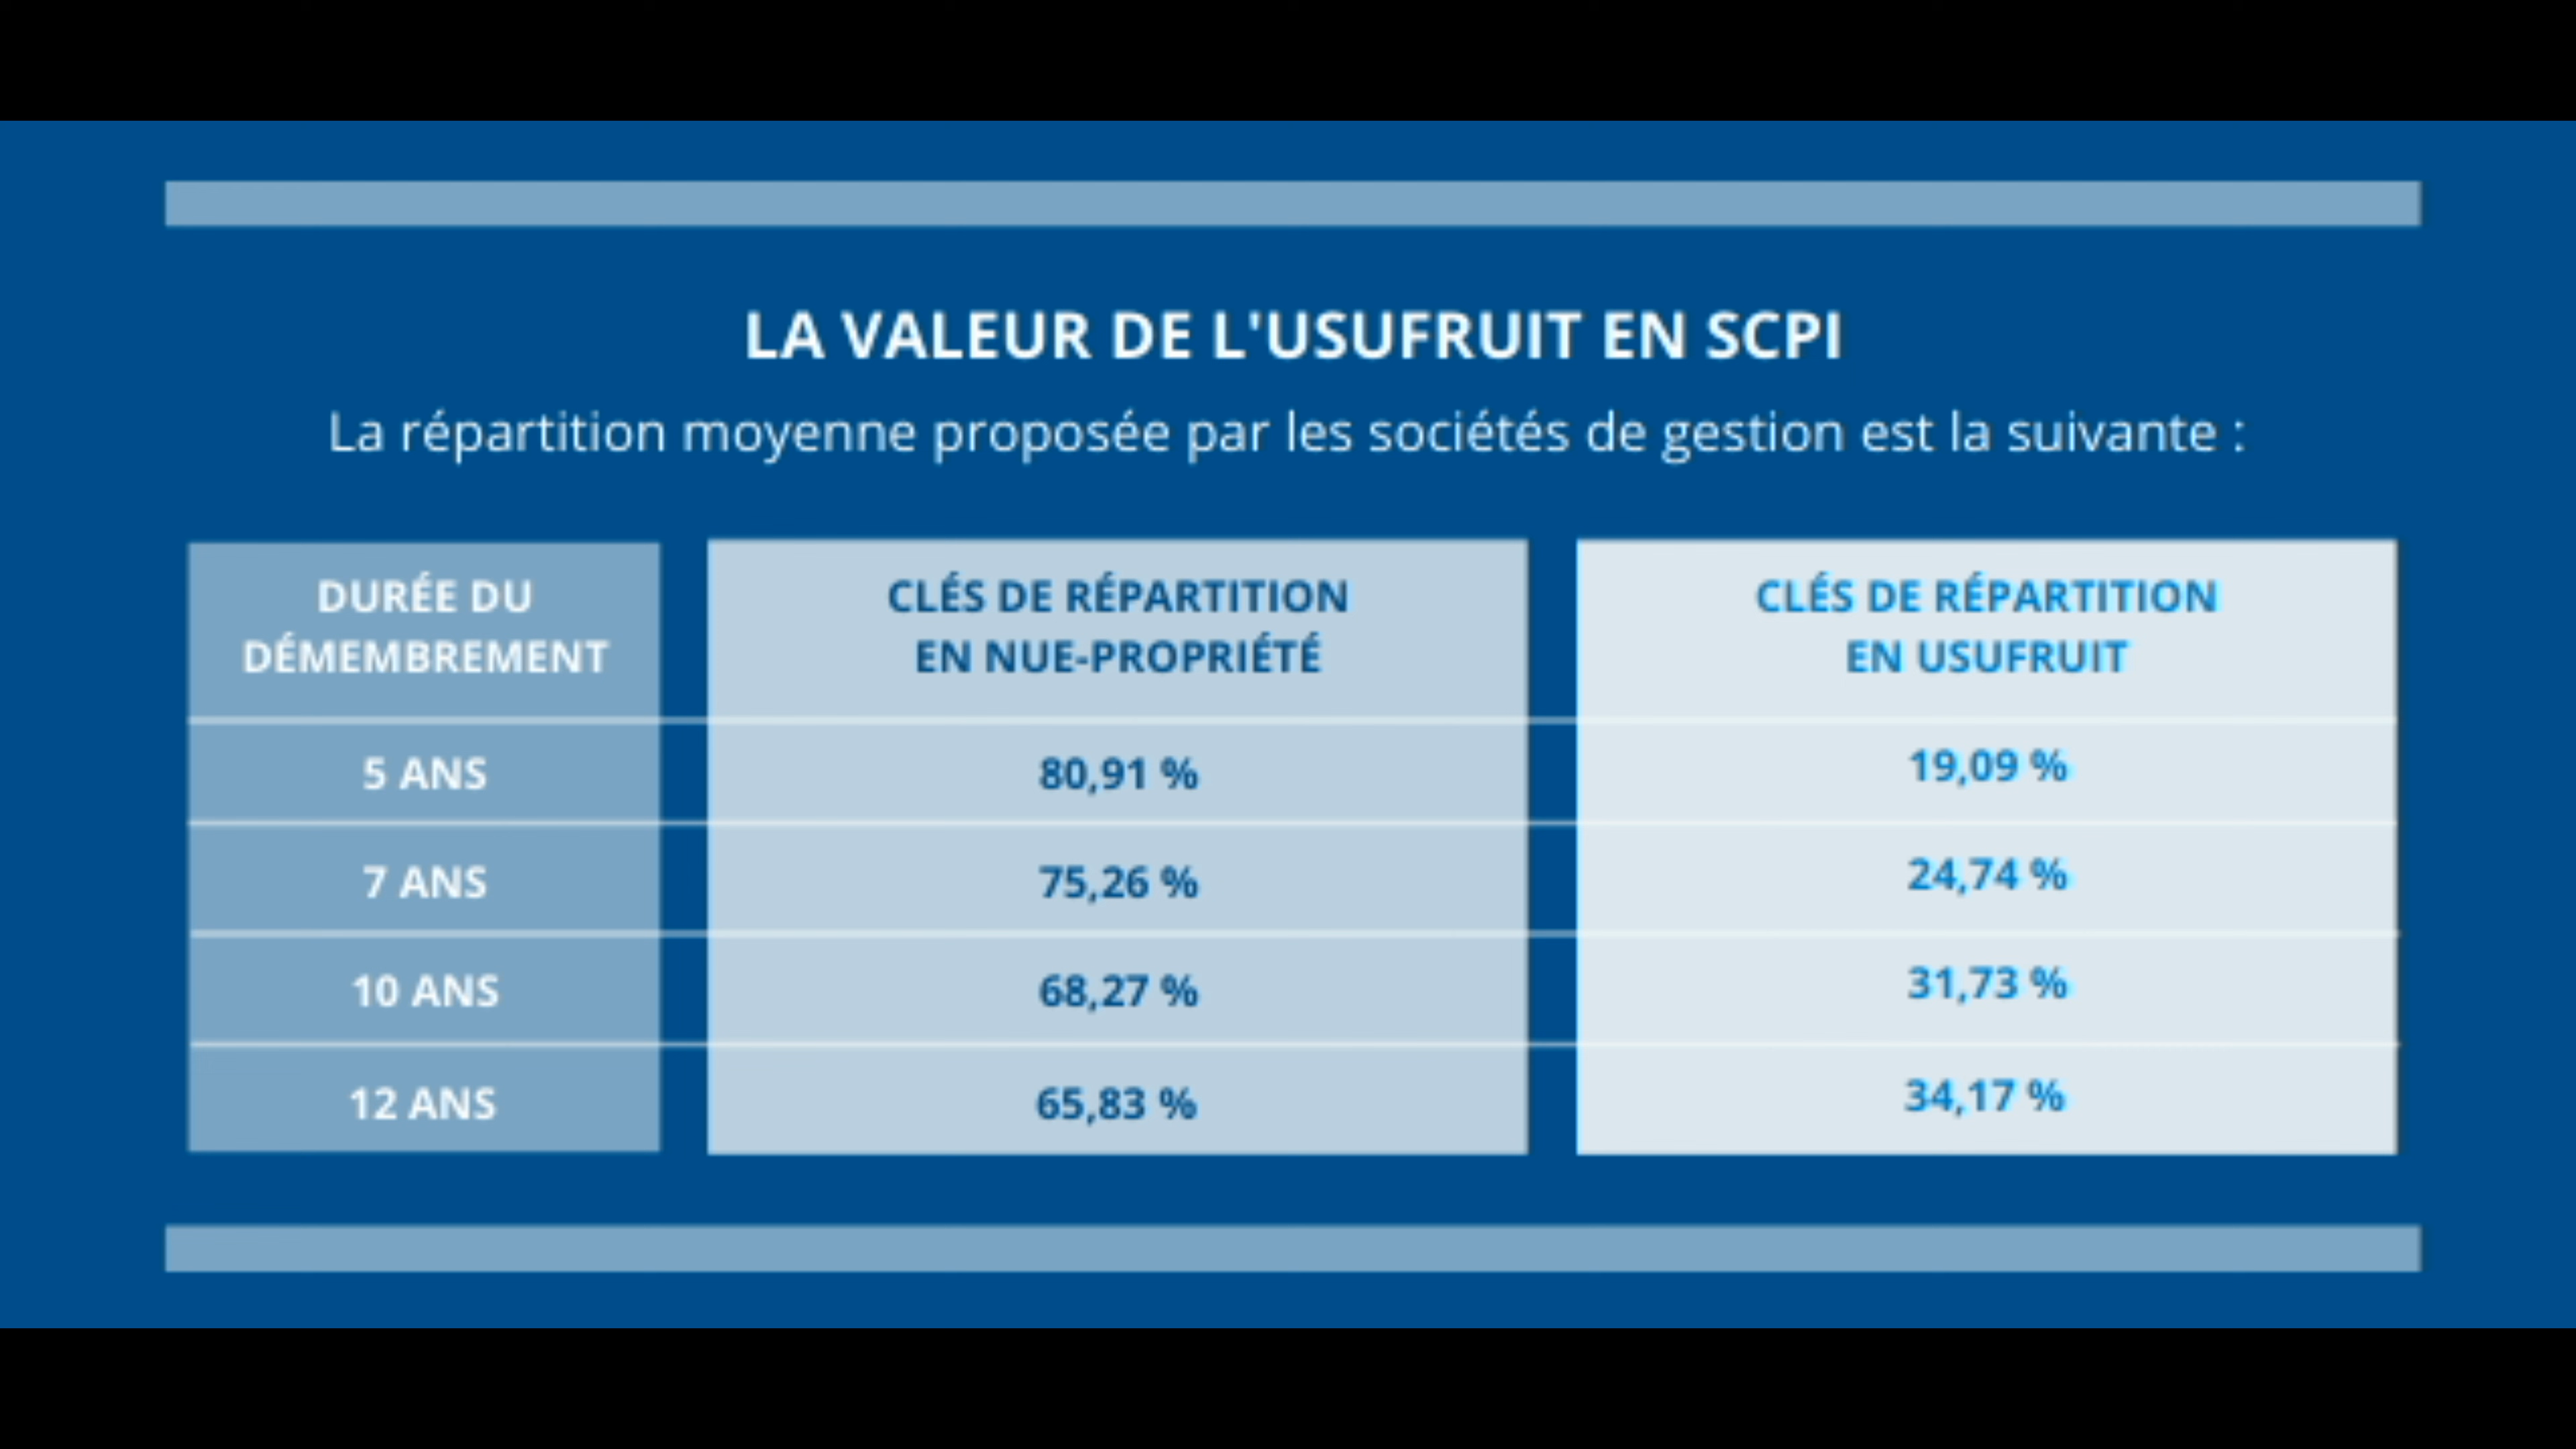 LA VALEUR DE L'USUFRUIT EN SCPI
La répartition moyenne proposée par les sociétés de gestion est la suivante :
DURÉE DU
DÉMEMBREMENT
CLÉS DE RÉPARTITION
EN NUE-PROPRIÉTÉ
CLÉS DE RÉPARTITION
EN USUFRUIT
5 ANS
80,91 %
19,09 %
7 ANS
75,26 %
24,74 %
10 ANS
68,27 %
31,73 %
12 ANS
65,83 %
34,17 %